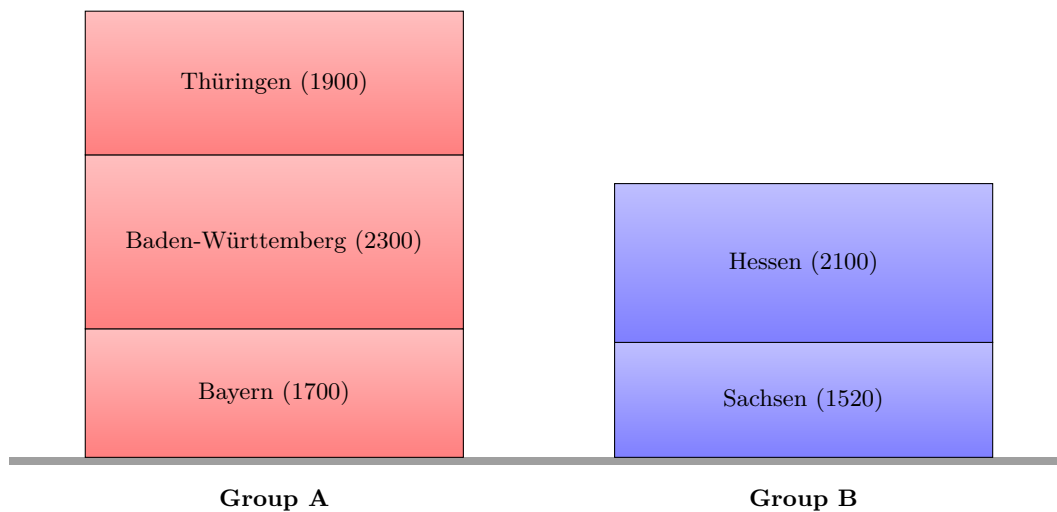 Thüringen (1900)
Baden-Württemberg (2300)
Bayern (1700)
Hessen (2100)
Sachsen (1520)
Group A
Group B